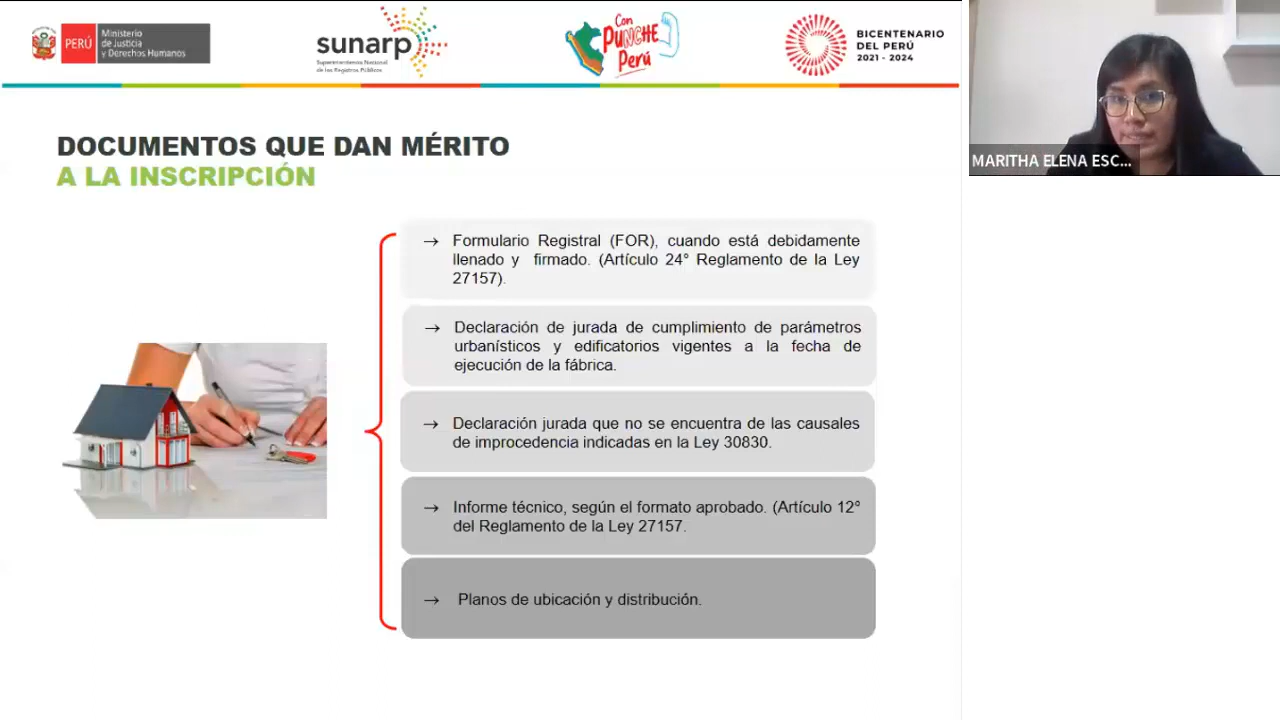 PERÚ
Ministerio
de Justicia
y Derechos Humanos
sunarp
Superintendencia Nacional
de los Registros Públicos
Con
PUNCHE
Perú
BICENTENARIO
DEL PERÚ
2021 - 2024
DOCUMENTOS QUE DAN MÉRITO
A LA INSCRIPCIÓN
→ Formulario Registral (FOR), cuando está debidamente
llenado y firmado. (Artículo 24° Reglamento de la Ley
27157).
→ Declaración de jurada de cumplimiento de parámetros
urbanísticos y edificatorios vigentes a la fecha de
ejecución de la fábrica.
→ Declaración jurada que no se encuentra de las causales
de improcedencia indicadas en la Ley 30830.
→ Informe técnico, según el formato aprobado. (Artículo 12°
del Reglamento de la Ley 27157.
→ Planos de ubicación y distribución.
MARITHA ELENA ESC...